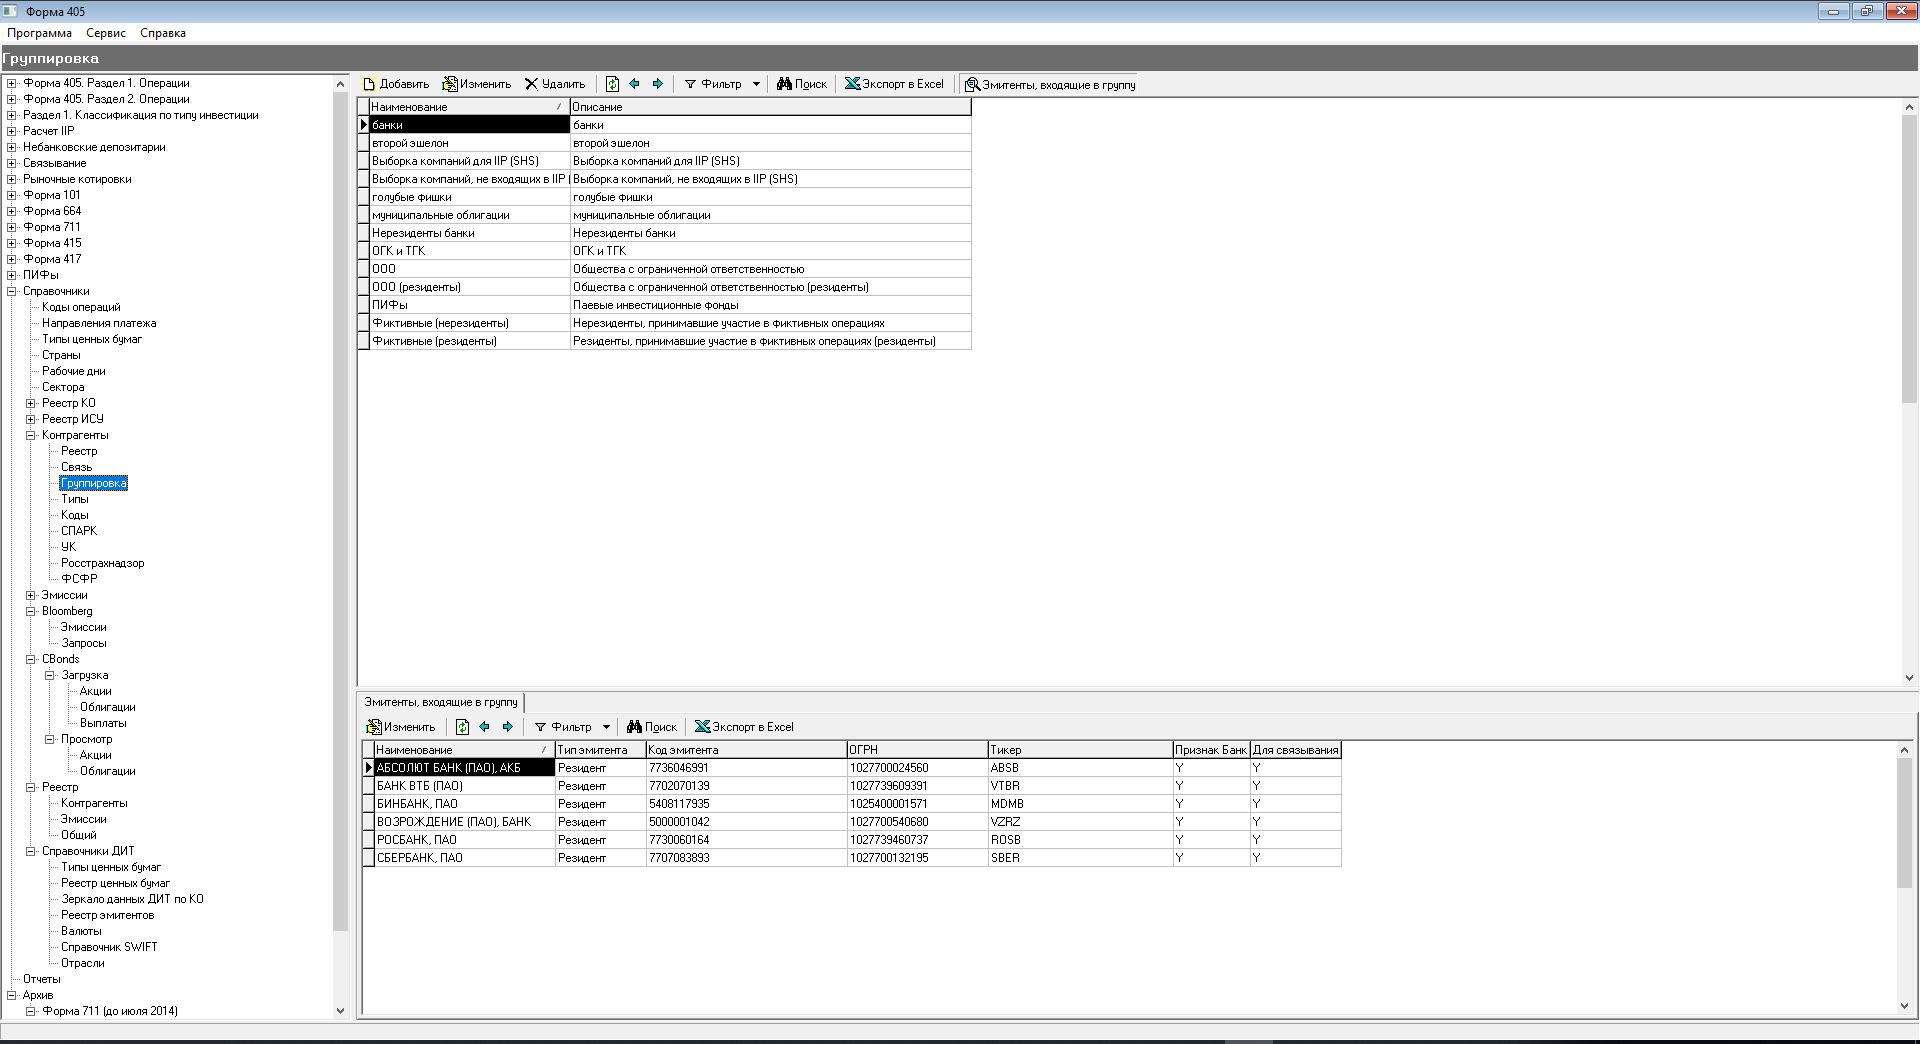 Форма 405
Программа Сервис Справка
Группировка
Форма 405. Раздел 1. Операции
Форма 405. Раздел 2. Операции
Раздел 1. Классификация по типу инвестиции
Расчет IIP
Небанковские депозитарии
Связывание
Рыночные котировки
Форма 101
Форма 664
Форма 711
Форма 415
Форма 417
ПИФы
Справочники
Коды операций
Направления платежа
Типы ценных бумаг
Страны
Рабочие дни
Сектора
Реестр КО
Реестр ИСУ
Контрагенты
Реестр
Связь
Группировка
Типы
Коды
СПАРК
УК
Росстрахнадзор
ФСФР
Эмиссии
Bloomberg
Эмиссии
Запросы
CBonds
Загрузка
Акции
Облигации
Выплаты
Просмотр
Акции
Облигации
Реестр
Контрагенты
Эмиссии
Общий
Справочники ДИТ
Типы ценных бумаг
Реестр ценных бумаг
Зеркало данных ДИТ по КО
Реестр эмитентов
Валюты
Справочник SWIFT
Отрасли
Отчеты
Архив
Форма 711 (до июля 2014)
Добавить Изменить Удалить Фильтр Поиск Экспорт в Excel Эмитенты, входящие в группу
Наименование Описание
банки банки
второй эшелон второй эшелон
Выборка компаний для IIP (SHS) Выборка компаний для IIP (SHS)
Выборка компаний, не входящих в IIP ( Выборка компаний, не входящих в IIP (SHS)
голубые фишки голубые фишки
муниципальные облигации муниципальные облигации
Нерезиденты банки Нерезиденты банки
ОГК и ТГК ОГК и ТГК
ООО Общества с ограниченной ответственностью
ООО (резиденты) Общества с ограниченной ответственностью (резиденты)
ПИФы Паевые инвестиционные фонды
Фиктивные (нерезиденты) Нерезиденты, принимавшие участие в фиктивных операциях
Фиктивные (резиденты) Резиденты, принимавшие участие в фиктивных операциях (резиденты)
Эмитенты, входящие в группу
Изменить Фильтр Поиск Экспорт в Excel
Наименование Тип эмитента Код эмитента ОГРН Тикер Признак Банк Для связывания
АБСОЛЮТ БАНК (ПАО), АКБ Резидент 7736046991 1027700024560 ABSB Y Y
БАНК ВТБ (ПАО) Резидент 7702070139 1027739609391 VTBR Y Y
БИНБАНК, ПАО Резидент 5408117935 1025400001571 MDMB Y Y
ВОЗРОЖДЕНИЕ (ПАО), БАНК Резидент 5000001042 1027700540680 VZRZ Y Y
РОСБАНК, ПАО Резидент 7730060164 1027739460737 ROSB Y Y
СБЕРБАНК, ПАО Резидент 7707083893 1027700132195 SBER Y Y